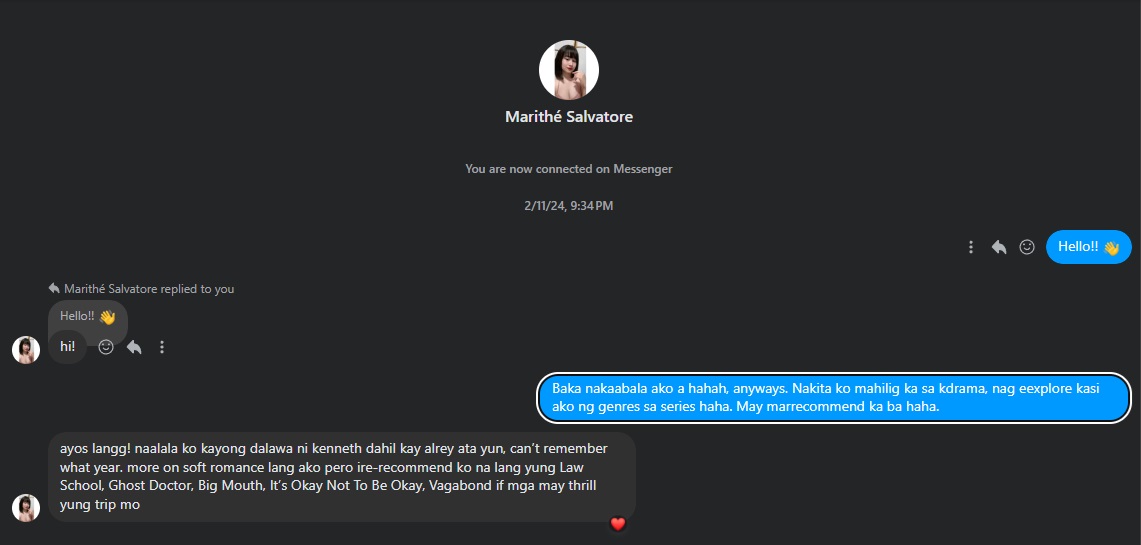 Marithé Salvatore
You are now connected on Messenger
2/11/24, 9:34 PM
Hello!! 👋
Marithé Salvatore replied to you
Hello!! 👋
hi!
Baka nakaabala ako a hahah, anyways. Nakita ko mahilig ka sa kdrama, nag eexplore kasi
ako ng genres sa series haha. May marrecommend ka ba haha.
ayos langg! naalala ko kayong dalawa ni kenneth dahil kay alrey ata yun, can't remember
what year. more on soft romance lang ako pero ire-recommend ko na lang yung Law
School, Ghost Doctor, Big Mouth, It's Okay Not To Be Okay, Vagabond if mga may thrill
yung trip mo